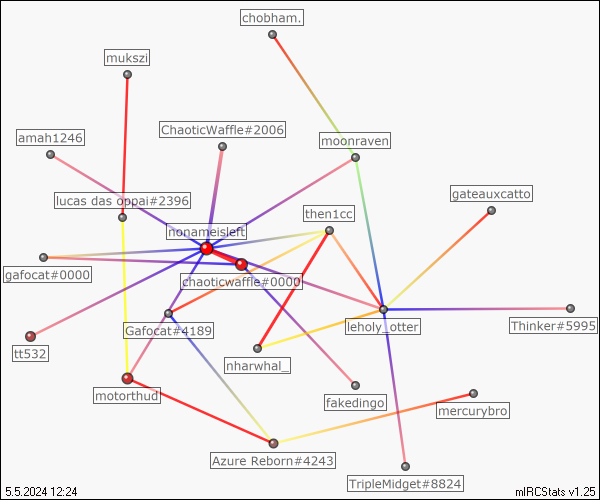 chobham.
mukszi
ChaoticWaffle#2006
amah1246
moonraven
gateauxcatto
lucas das oppai#2396
then1cc
nonameisleft
gafocat#0000
chaoticwaffle#0000
Gafocat#4189
leholy_otter
Thinker#5995
tt532
nharwhal_
motorthud
fakedingo
mercurybro
Azure Reborn#4243
TripleMidget#8824
5.5.2024 12:24
mIRCStats v1.25